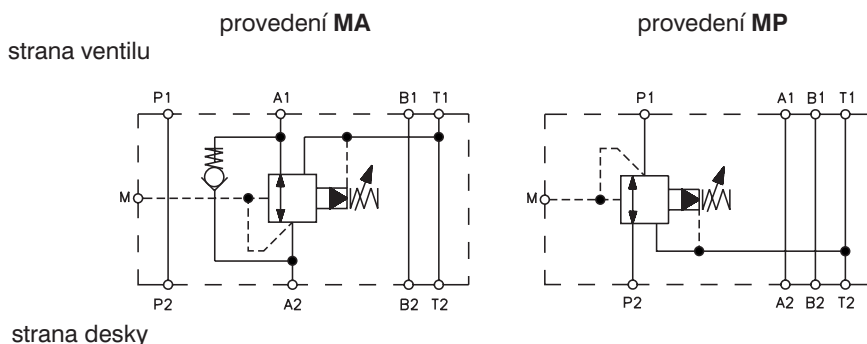 provedení MA
provedení MP
strana ventilu
P1 A1 B1 T1
M
P2 A2 B2 T2
P1 A1 B1 T1
M
P2 A2 B2 T2
strana desky